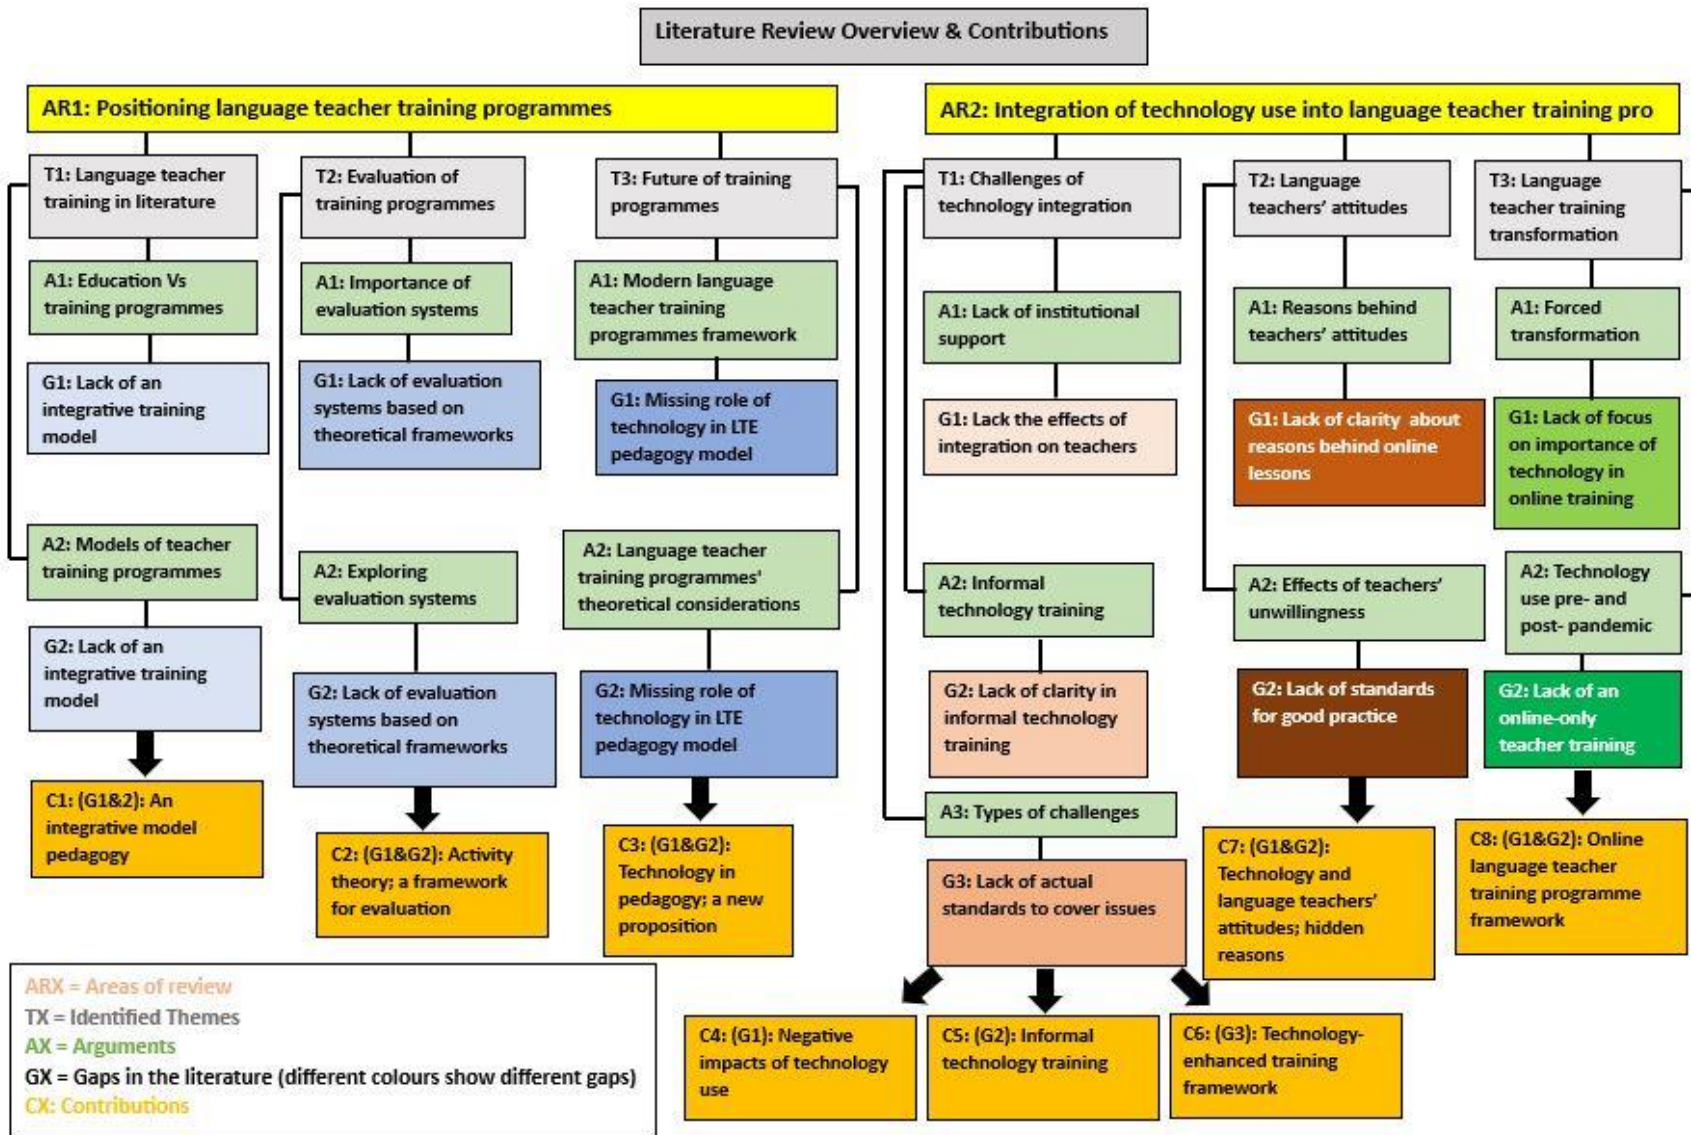 Literature Review Overview & Contributions
AR1: Positioning language teacher training programmes
T1: Language teacher
training in literature
A1: Education Vs
training programmes
G1: Lack of an
integrative training
model
A2: Models of teacher
training programmes
G2: Lack of an
integrative training
model
C1: (G1&2): An
integrative model
pedagogy
T2: Evaluation of
training programmes
A1: Importance of
evaluation systems
G1: Lack of evaluation
systems based on
theoretical frameworks
A2: Exploring
evaluation systems
G2: Lack of evaluation
systems based on
theoretical frameworks
C2: (G1&G2): Activity
theory; a framework
for evaluation
T3: Future of training
programmes
A1: Modern language
teacher training
programmes framework
G1: Missing role of
technology in LTE
pedagogy model
A2: Language teacher
training programmes'
theoretical considerations
G2: Missing role of
technology in LTE
pedagogy model
C3: (G1&G2):
Technology in
pedagogy; a new
proposition
AR2: Integration of technology use into language teacher training pro
T1: Challenges of
technology integration
A1: Lack of institutional
support
G1: Lack the effects of
integration on teachers
A2: Informal
technology training
G2: Lack of clarity in
informal technology
training
A3: Types of challenges
G3: Lack of actual
standards to cover issues
C4: (G1): Negative
impacts of technology
use
C5: (G2): Informal
technology training
C6: (G3): Technology-
enhanced training
framework
T2: Language
teachers’ attitudes
A1: Reasons behind
teachers’ attitudes
G1: Lack of clarity about
reasons behind online
lessons
A2: Effects of teachers’
unwillingness
G2: Lack of standards
for good practice
C7: (G1&G2):
Technology and
language teachers’
attitudes; hidden
reasons
T3: Language
teacher training
transformation
A1: Forced
transformation
G1: Lack of focus
on importance of
technology in
online training
A2: Technology
use pre- and
post- pandemic
G2: Lack of an
online-only
teacher training
C8: (G1&G2): Online
language teacher
training programme
framework
ARX = Areas of review
TX = Identified Themes
AX = Arguments
GX = Gaps in the literature (different colours show different gaps)
CX: Contributions